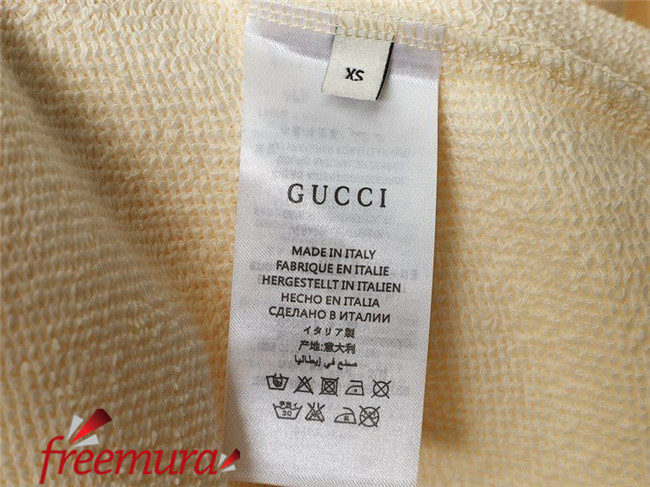 XS
GUCCI
MADE IN ITALY
FABRIQUE EN ITALIE
HERGESTELLT IN ITALIEN
HECHO EN ITALIA
СДЕЛАНО В ИТАЛИИ
イタリア製
产地:意大利
صنع في إيطاليا
30
freemura